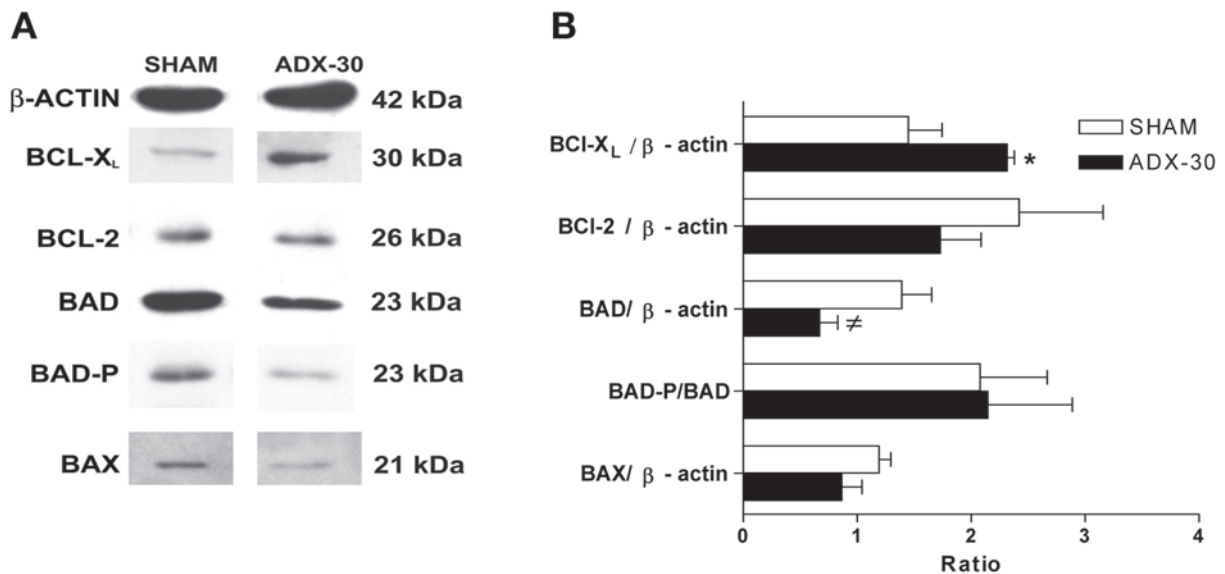 A
SHAM ADX-30
β-ACTIN 42 kDa
BCL-XL 30 kDa
BCL-2 26 kDa
BAD 23 kDa
BAD-P 23 kDa
BAX 21 kDa
B
SHAM
ADX-30
BCl-XL / β - actin
*
BCl-2 / β - actin
BAD/ β - actin
≠
BAD-P/BAD
BAX/ β - actin
0 1 2 3 4
Ratio